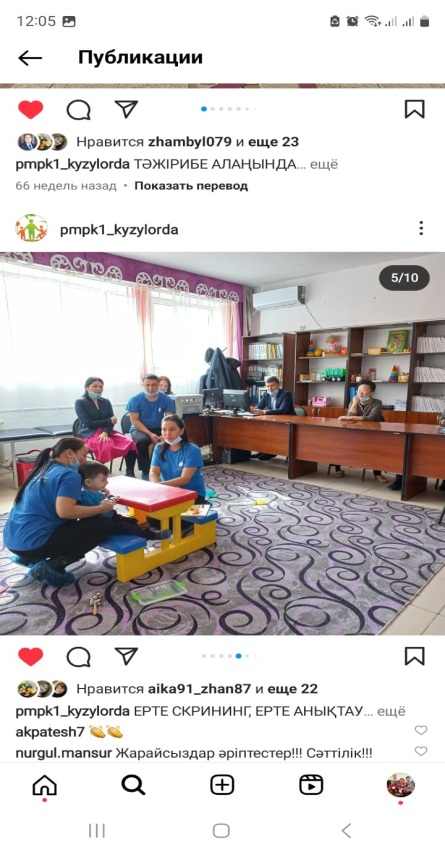 12:05
Публикации
Нравится zhambyl079 и еще 23
pmpk1_kyzylorda ТӘЖІРИБЕ АЛАҢЫНДА... ещё
66 недель назад • Показать перевод
pmpk1_kyzylorda
5/10
Нравится aika91_zhan87 и еще 22
pmpk1_kyzylorda ЕРТЕ СКРИНИНГ, ЕРТЕ АНЫҚТАУ... ещё
akpatesh7 👏👏
nurgul.mansur Жарайсыздар әріптестер!!! Сәттілік!!!